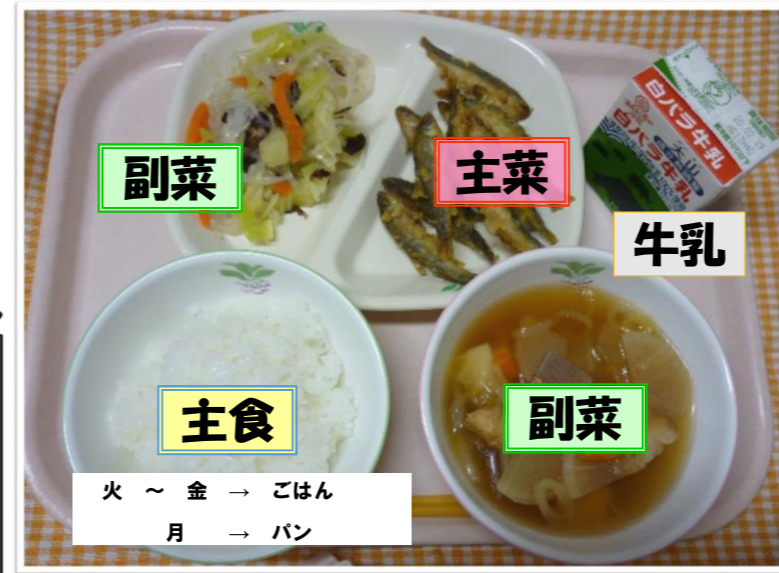 副菜
主菜
白バラ牛乳
白バラ牛乳
牛乳
主食
副菜
火 ～ 金 → ごはん
月 → パン